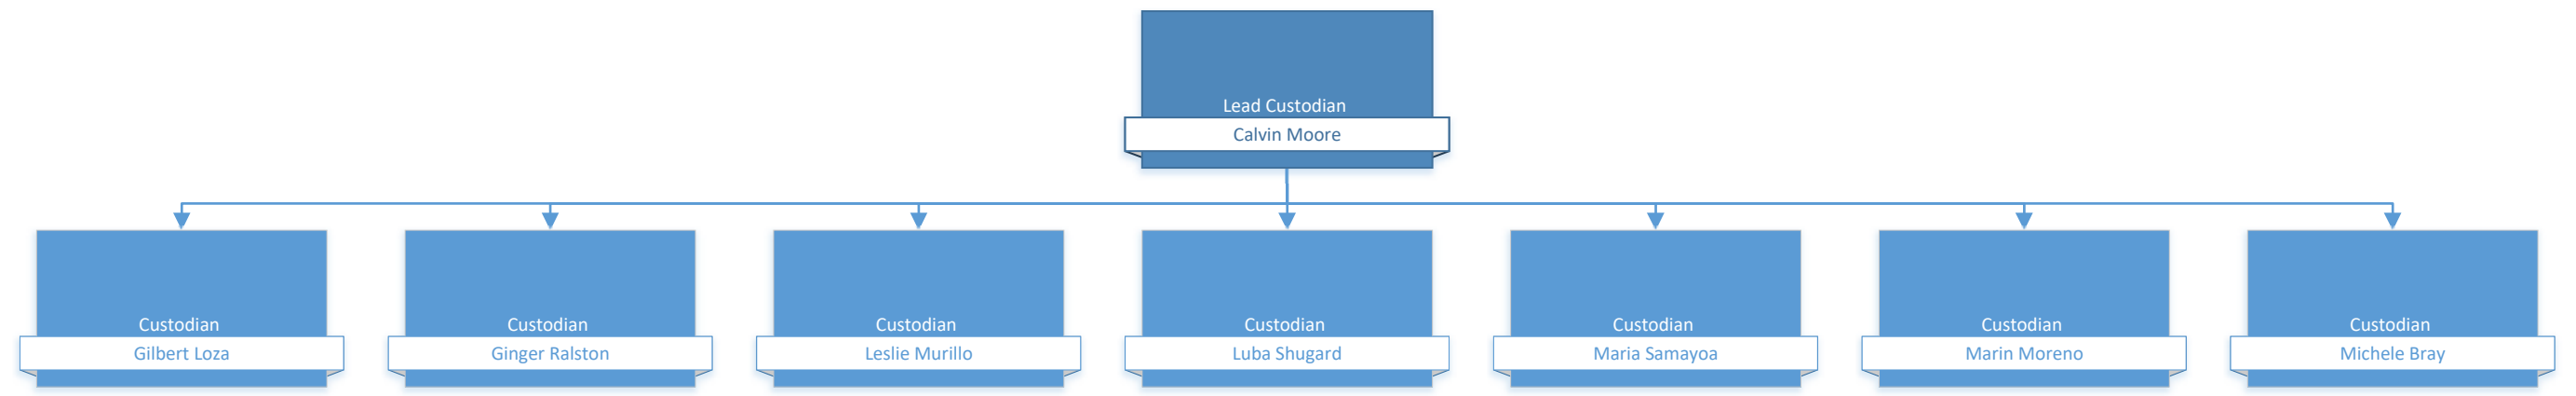 Lead Custodian
Calvin Moore
Custodian
Gilbert Loza
Custodian
Ginger Ralston
Custodian
Leslie Murillo
Custodian
Luba Shugard
Custodian
Maria Samayoa
Custodian
Marin Moreno
Custodian
Michele Bray